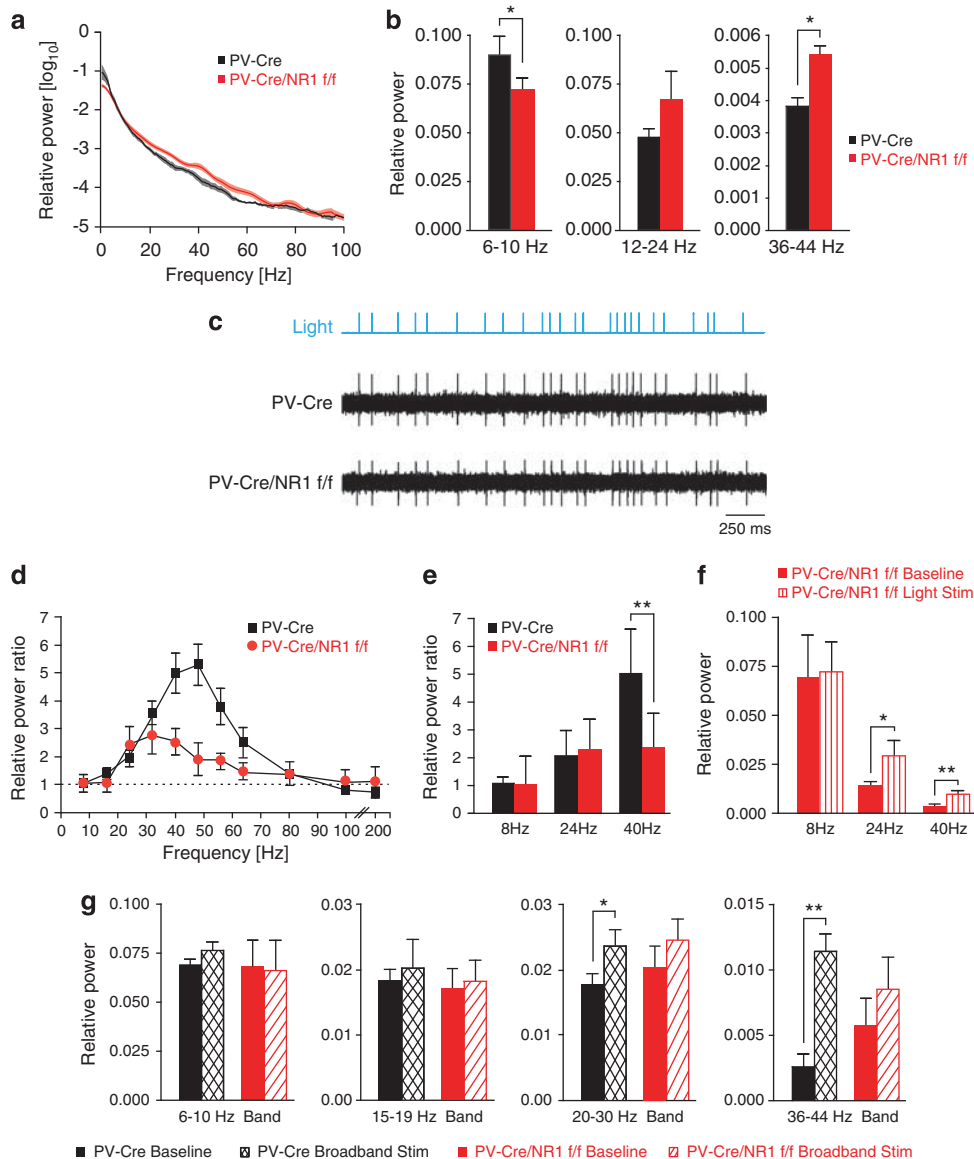 a
Relative power [log10]
-0
-1
-2
-3
-4
-5
0 20 40 60 80 100
Frequency [Hz]
PV-Cre
PV-Cre/NR1 f/f
b
Relative power
0.100
0.075
0.050
0.000
6-10 Hz
*
0.100
0.075
0.050
0.000
12-24 Hz
0.007
0.006
0.005
0.004
0.003
0.002
0.000
36-44 Hz
*
PV-Cre
PV-Cre/NR1 f/f
c
Light
PV-Cre
PV-Cre/NR1 f/f
250 ms
d
Relative power ratio
7
6
5
4
3
2
1
0
0 10 20 30 40 50 60 70 80 100 200
Frequency [Hz]
PV-Cre
PV-Cre/NR1 f/f
e
Relative power ratio
7
6
5
4
3
2
1
0
8Hz 24Hz 40Hz
**
PV-Cre
PV-Cre/NR1 f/f
f
PV-Cre/NR1 f/f Baseline
PV-Cre/NR1 f/f Light Stim
Relative power
0.100
0.075
0.050
0.025
0.000
8Hz 24Hz 40Hz
*
**
g
Relative power
0.100
0.075
0.050
0.025
0.000
6-10 Hz Band
0.03
0.02
0.01
0.00
15-19 Hz Band
0.03
0.02
0.01
0.00
20-30 Hz Band
*
0.015
0.010
0.005
0.000
36-44 Hz Band
**
PV-Cre Baseline PV-Cre Broadband Stim PV-Cre/NR1 f/f Baseline PV-Cre/NR1 f/f Broadband Stim